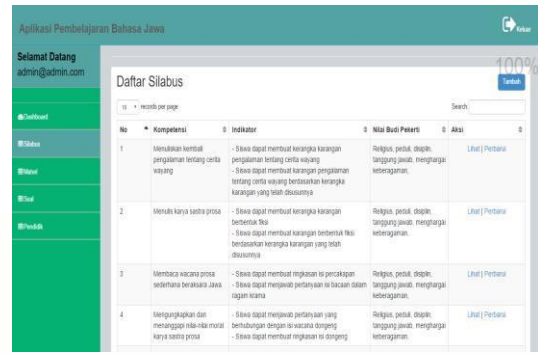 Aplikasi Pembelajaran Bahasa Jawa
Keluar
Selamat Datang
admin@admin.com
100%
Daftar Silabus
Tambah
10 records per page
Search:
Dashboard
Silabus
Materi
Soal
Pendidik
No Kompetensi Indikator Nilai Budi Pekerti Aksi
1 Menuliskan kembali - Siswa dapat membuat kerangka karangan Religius, peduli, disiplin, Lihat | Perbarui
pengalaman tentang cerita pengalaman tentang cerita wayang tanggung jawab, menghargai
wayang - Siswa dapat membuat karangan pengalaman keberagaman,
tentang cerita wayang berdasarkan kerangka
karangan yang telah disusunnya
2 Menulis karya sastra prosa - Siswa dapat membuat kerangka karangan Religius, peduli, disiplin, Lihat | Perbarui
berbentuk fiksi tanggung jawab, menghargai
- Siswa dapat membuat karangan berbentuk fiksi keberagaman,
berdasarkan kerangka karangan yang telah
disusunnya
3 Membaca wacana prosa - Siswa dapat membuat ringkasan isi percakapan Religius, peduli, disiplin, Lihat | Perbarui
sederhana beraksara Jawa - Siswa dapat menjawab pertanyaan isi bacaan dalam tanggung jawab, menghargai
ragam krama keberagaman,
4 Mengungkapkan dan - Siswa dapat menjawab pertanyaan yang Religius, peduli, disiplin, Lihat | Perbarui
menanggapi nilai-nilai moral berhubungan dengan isi wacana dongeng tanggung jawab, menghargai
karya sastra prosa - Siswa dapat membuat ringkasan isi dongeng keberagaman,